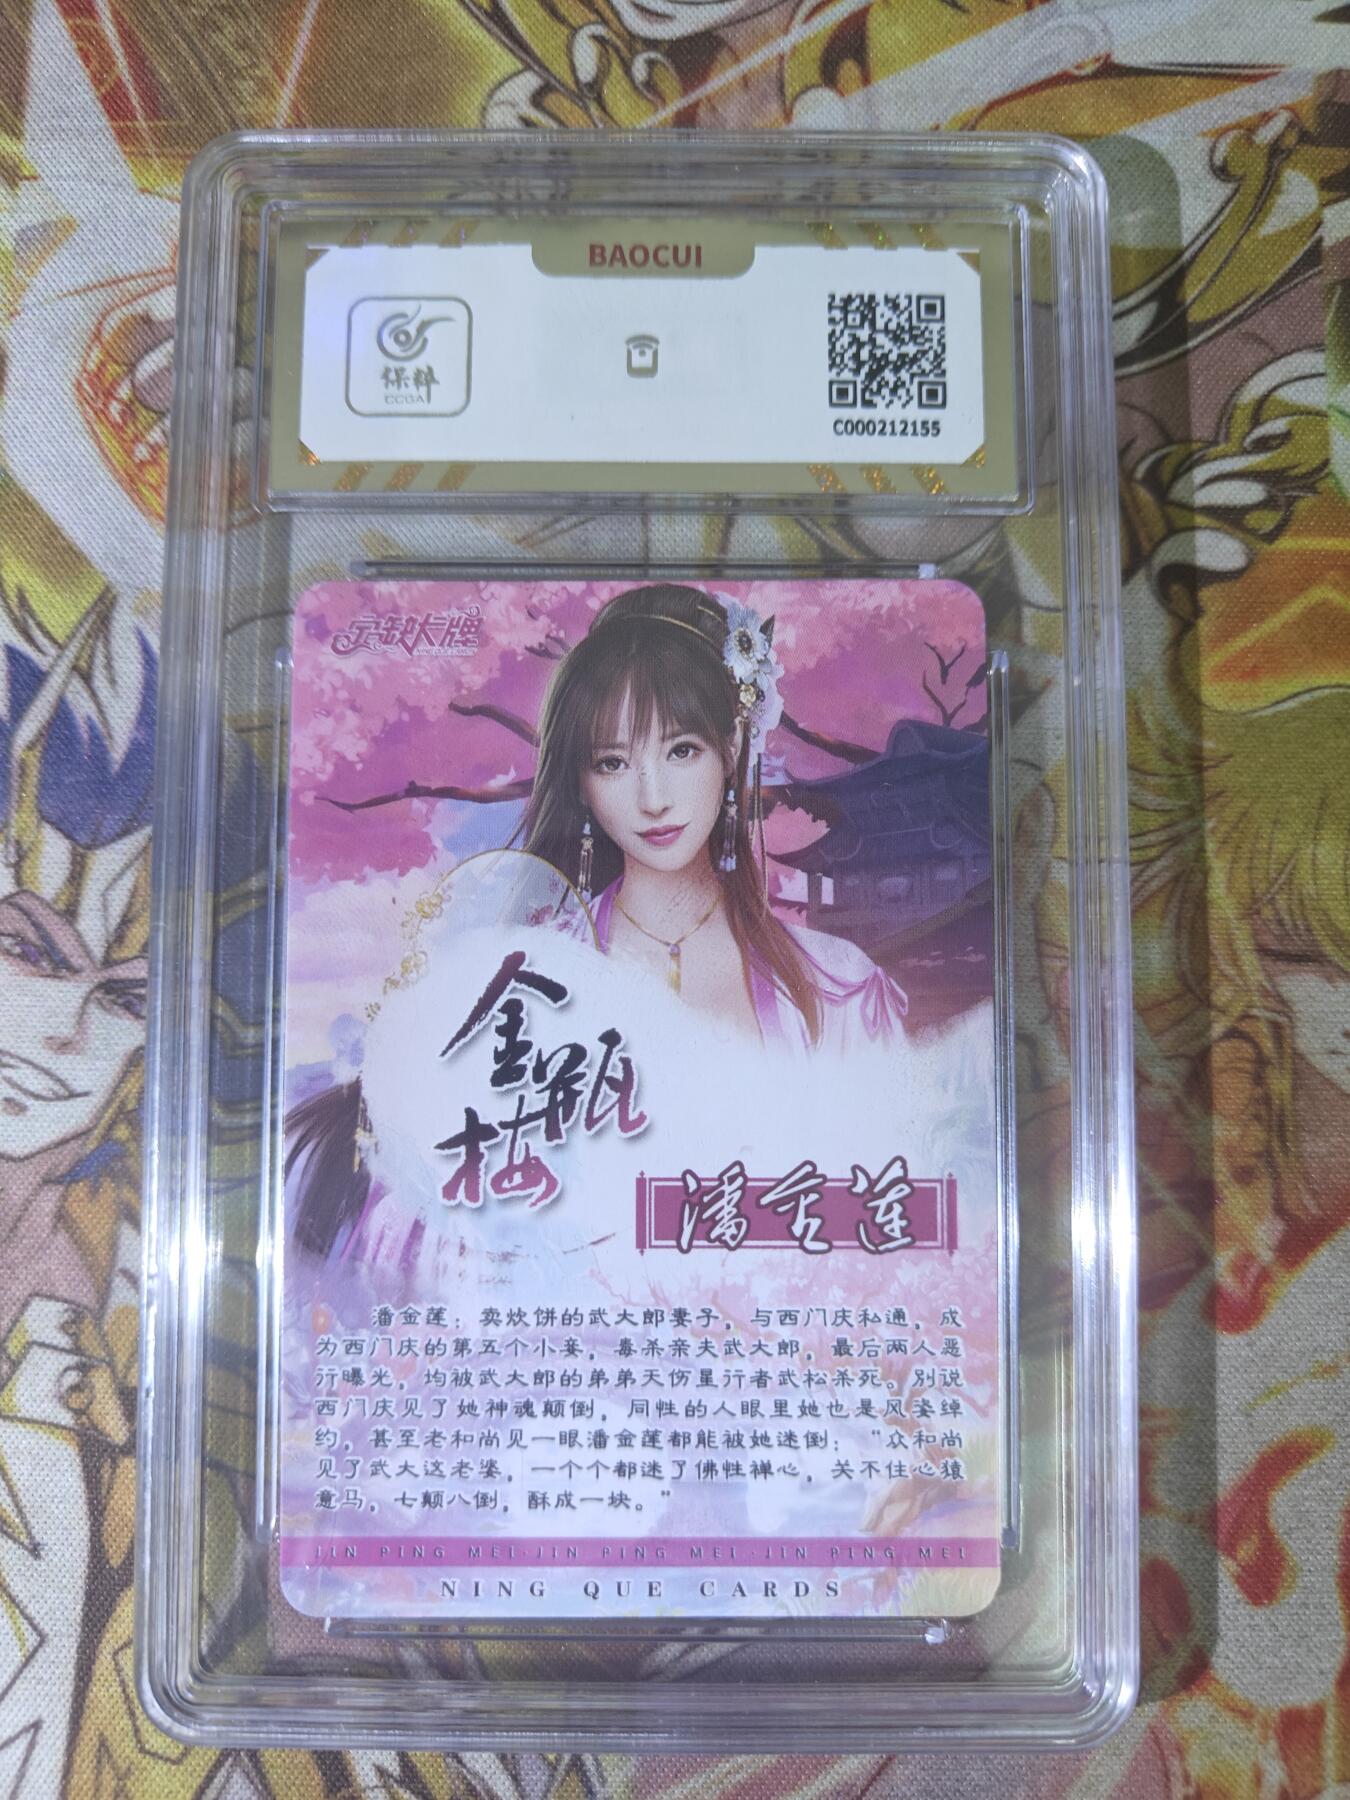 BAOCUI
保粹
CCGA
C000212155
宁缺大牌
NING QUE CARDS
金瓶梅
潘金莲
潘金莲：卖炊饼的武大郎妻子，与西门庆私通，成
为西门庆的第五个小妾，毒杀亲夫武大郎，最后两人恶
行曝光，均被武大郎的弟弟天伤星行者武松杀死。别说
西门庆见了她神魂颠倒，同性的人眼里她也是风姿绰
约，甚至老和尚见一眼潘金莲都能被她迷倒：“众和尚
见了武大这老婆，一个个都迷了佛性禅心，关不住心猿
意马，七颠八倒，酥成一块。”
JIN PING MEI·JIN PING MEI·JIN PING MEI
NING QUE CARDS